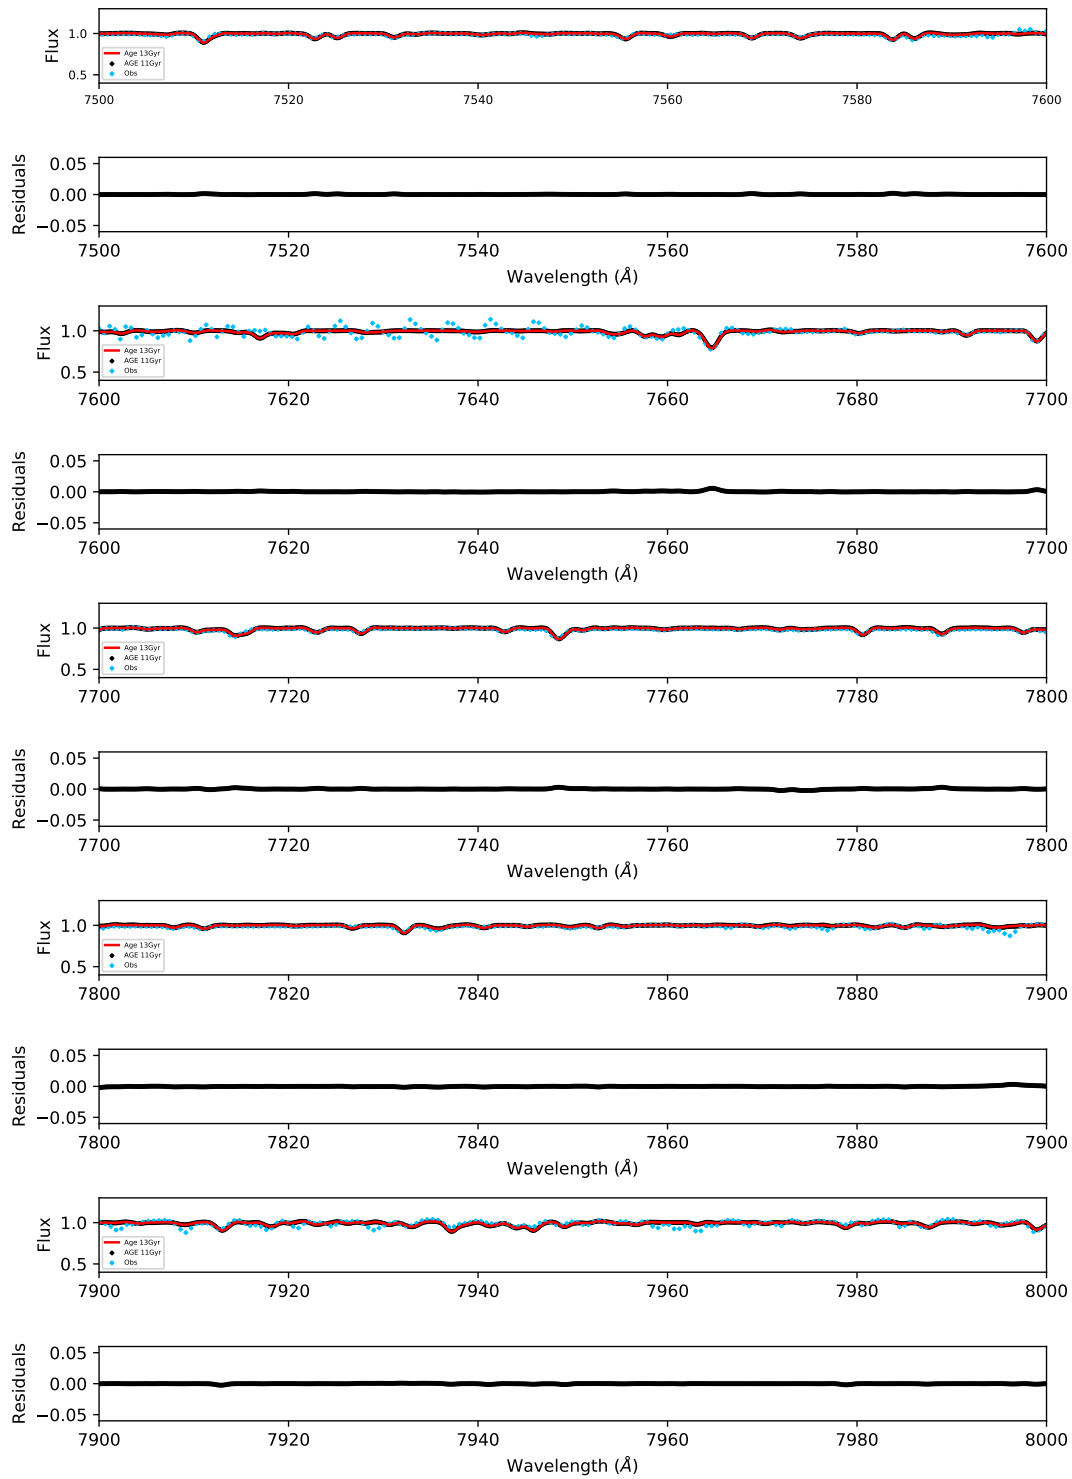 Flux
1.0
0.5
Age 13Gyr
AGE 11Gyr
Obs
7500 7520 7540 7560 7580 7600
Residuals
0.05
0.00
−0.05
7500 7520 7540 7560 7580 7600
Wavelength (Å)
Flux
1.0
0.5
Age 13Gyr
AGE 11Gyr
Obs
7600 7620 7640 7660 7680 7700
Residuals
0.05
0.00
−0.05
7600 7620 7640 7660 7680 7700
Wavelength (Å)
Flux
1.0
0.5
Age 13Gyr
AGE 11Gyr
Obs
7700 7720 7740 7760 7780 7800
Residuals
0.05
0.00
−0.05
7700 7720 7740 7760 7780 7800
Wavelength (Å)
Flux
1.0
0.5
Age 13Gyr
AGE 11Gyr
Obs
7800 7820 7840 7860 7880 7900
Residuals
0.05
0.00
−0.05
7800 7820 7840 7860 7880 7900
Wavelength (Å)
Flux
1.0
0.5
Age 13Gyr
AGE 11Gyr
Obs
7900 7920 7940 7960 7980 8000
Residuals
0.05
0.00
−0.05
7900 7920 7940 7960 7980 8000
Wavelength (Å)